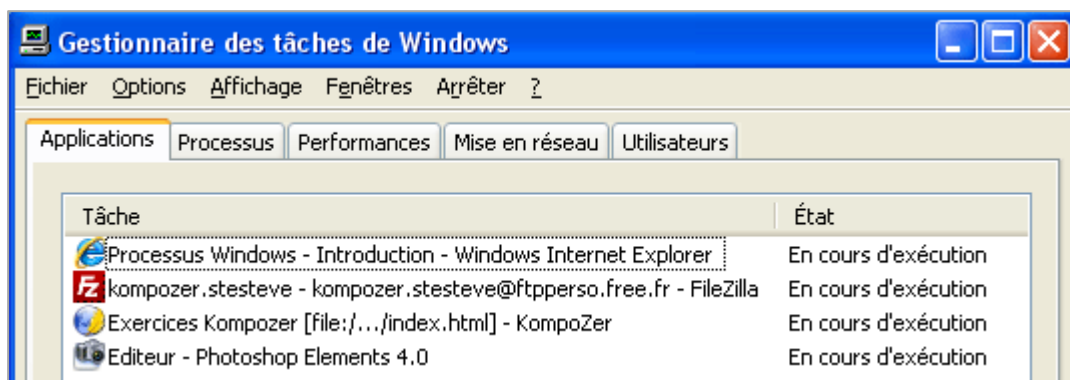 Gestionnaire des tâches de Windows
Fichier Options Affichage Fenêtres Arrêter ?
Applications Processus Performances Mise en réseau Utilisateurs
Tâche État
Processus Windows - Introduction - Windows Internet Explorer En cours d'exécution
kompozer.stesteve - kompozer.stesteve@ftpperso.free.fr - FileZilla En cours d'exécution
Exercices Kompozer [file:/.../index.html] - KompoZer En cours d'exécution
Editeur - Photoshop Elements 4.0 En cours d'exécution